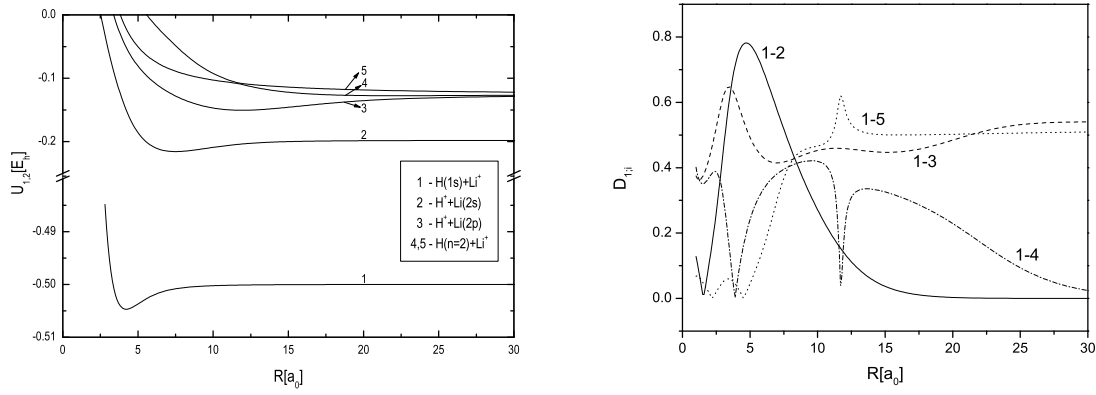 0.0
-0.1
-0.2
-0.49
-0.50
-0.51
U1,2[Eh]
5
4
3
2
1
1 - H(1s)+Li+
2 - H++Li(2s)
3 - H++Li(2p)
4,5 - H(n=2)+Li+
0 5 10 15 20 25 30
R[a0]
0.8
0.6
0.4
0.2
0.0
D1;i
1-2
1-5
1-3
1-4
0 5 10 15 20 25 30
R[a0]